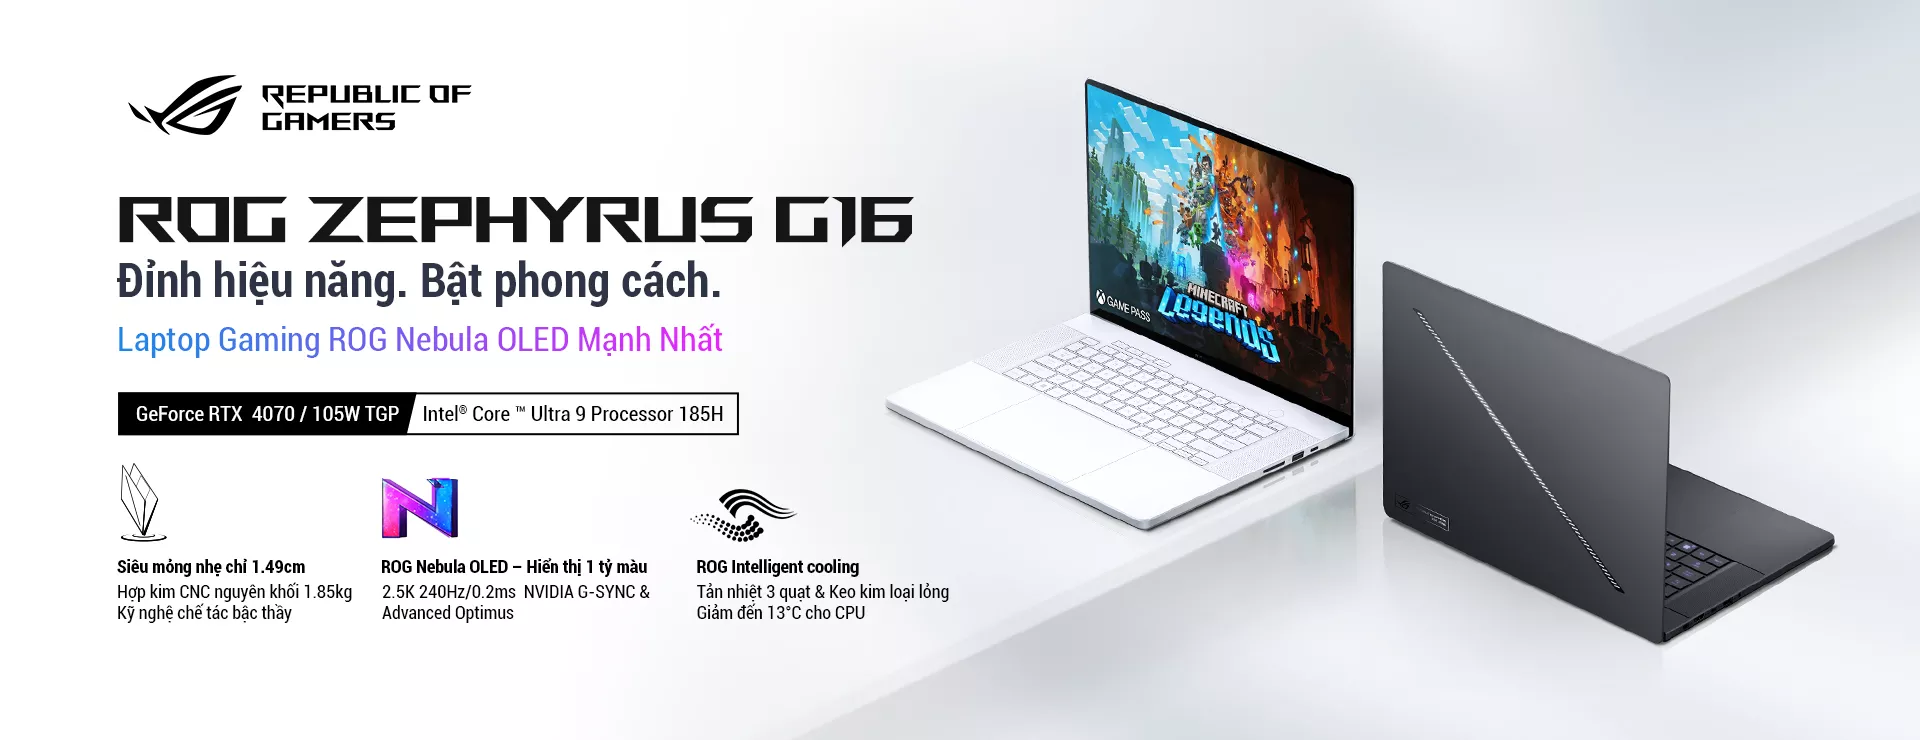 REPUBLIC OF
GAMERS
ROG ZEPHYRUS G16
Đỉnh hiệu năng. Bật phong cách.
Laptop Gaming ROG Nebula OLED Mạnh Nhất
GeForce RTX 4070 / 105W TGP
Intel® Core ™ Ultra 9 Processor 185H
Siêu mỏng nhẹ chỉ 1.49cm
Hợp kim CNC nguyên khối 1.85kg
Kỹ nghệ chế tác bậc thầy
ROG Nebula OLED – Hiển thị 1 tỷ màu
2.5K 240Hz/0.2ms NVIDIA G-SYNC &
Advanced Optimus
ROG Intelligent cooling
Tản nhiệt 3 quạt & Keo kim loại lỏng
Giảm đến 13°C cho CPU
GAME PASS
MINECRAFT
Legends